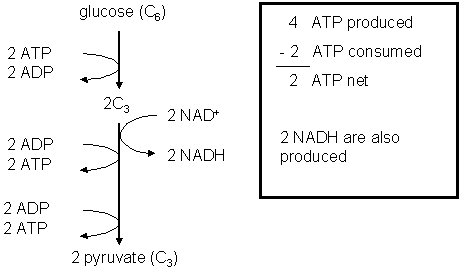 glucose (C₆)
2 ATP
2 ADP
2C₃
2 NAD⁺
2 NADH
2 ADP
2 ATP
2 ADP
2 ATP
2 pyruvate (C₃)
4 ATP produced
- 2 ATP consumed
2 ATP net
2 NADH are also
produced